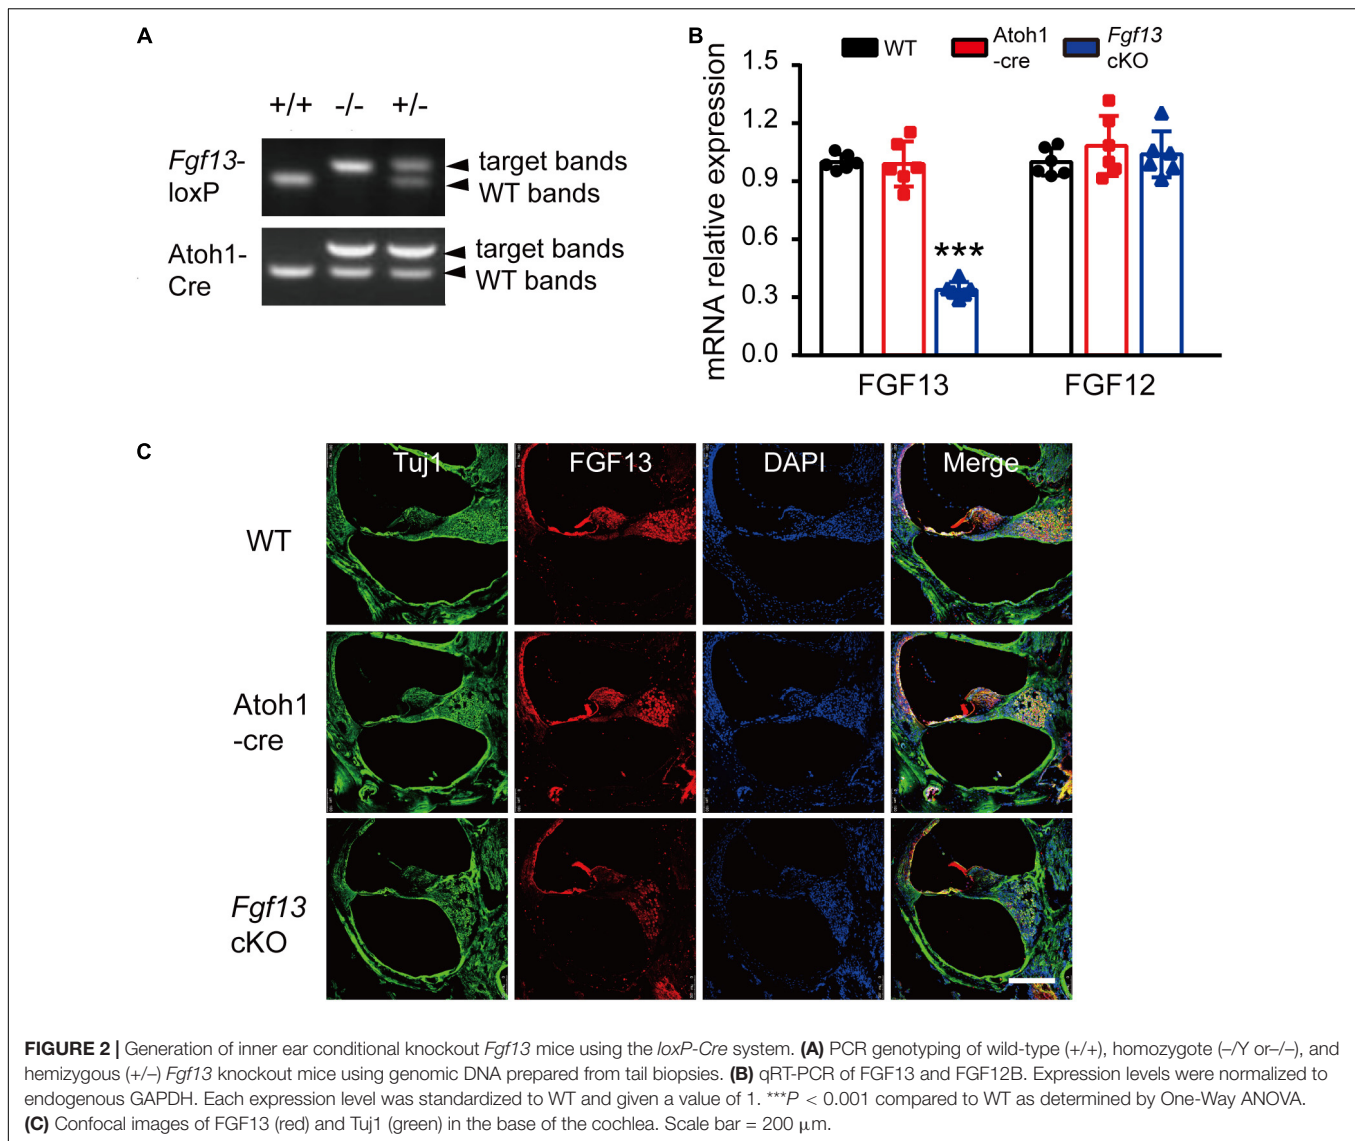 A
+/+ -/- +/-
Fgf13-
loxP
target bands
WT bands
Atoh1-
Cre
target bands
WT bands
B
WT
Atoh1
-cre
Fgf13
cKO
mRNA relative expression
1.5
1.2
0.9
0.6
0.3
0.0
***
FGF13
FGF12
C
Tuj1 FGF13 DAPI Merge
WT
Atoh1
-cre
Fgf13
cKO
FIGURE 2 | Generation of inner ear conditional knockout Fgf13 mice using the loxP-Cre system. (A) PCR genotyping of wild-type (+/+), homozygote (–/Y or–/–), and
hemizygous (+/–) Fgf13 knockout mice using genomic DNA prepared from tail biopsies. (B) qRT-PCR of FGF13 and FGF12B. Expression levels were normalized to
endogenous GAPDH. Each expression level was standardized to WT and given a value of 1. ***P < 0.001 compared to WT as determined by One-Way ANOVA.
(C) Confocal images of FGF13 (red) and Tuj1 (green) in the base of the cochlea. Scale bar = 200 μm.